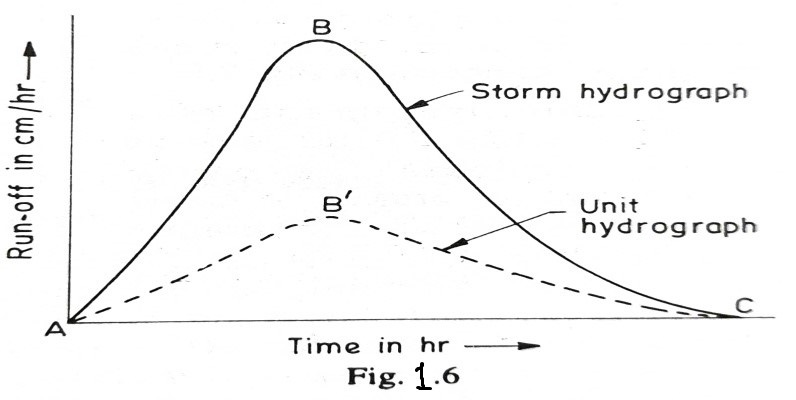 B
Storm hydrograph
Run-off in cm/hr
B'
Unit
hydrograph
A
C
Time in hr
Fig. 1.6